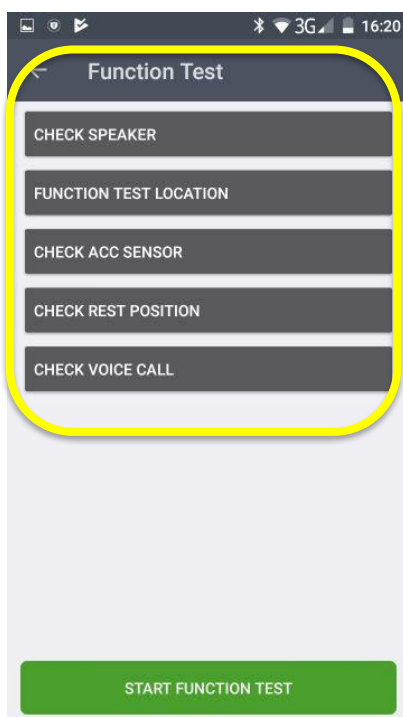 3G 16:20
Function Test
CHECK SPEAKER
FUNCTION TEST LOCATION
CHECK ACC SENSOR
CHECK REST POSITION
CHECK VOICE CALL
START FUNCTION TEST